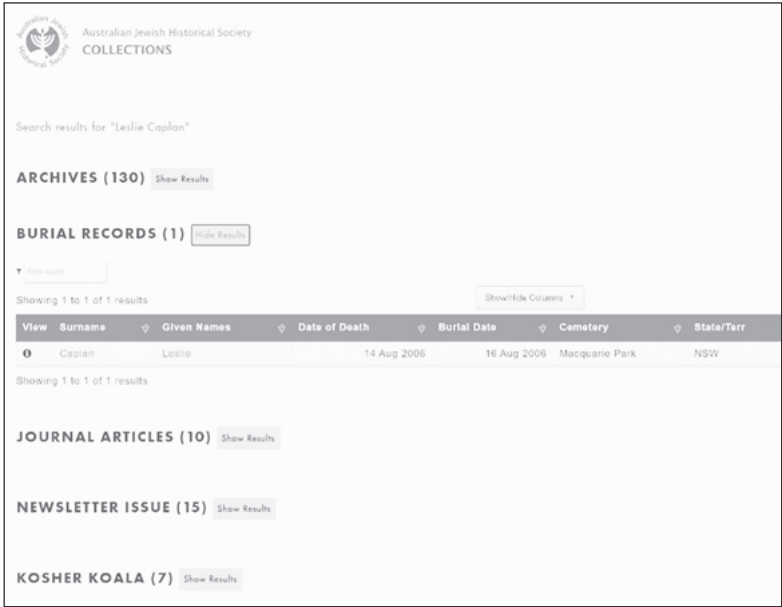 Australian Jewish Historical Society
Australian Jewish Historical Society
COLLECTIONS
Search results for "Leslie Caplan"
ARCHIVES (130) Show Results
BURIAL RECORDS (1) Hide Results
Filter results
Showing 1 to 1 of 1 results
Show/Hide Columns
View Surname Given Names Date of Death Burial Date Cemetery State/Terr
Caplan Leslie 14 Aug 2006 16 Aug 2006 Macquarie Park NSW
Showing 1 to 1 of 1 results
JOURNAL ARTICLES (10) Show Results
NEWSLETTER ISSUE (15) Show Results
KOSHER KOALA (7) Show Results